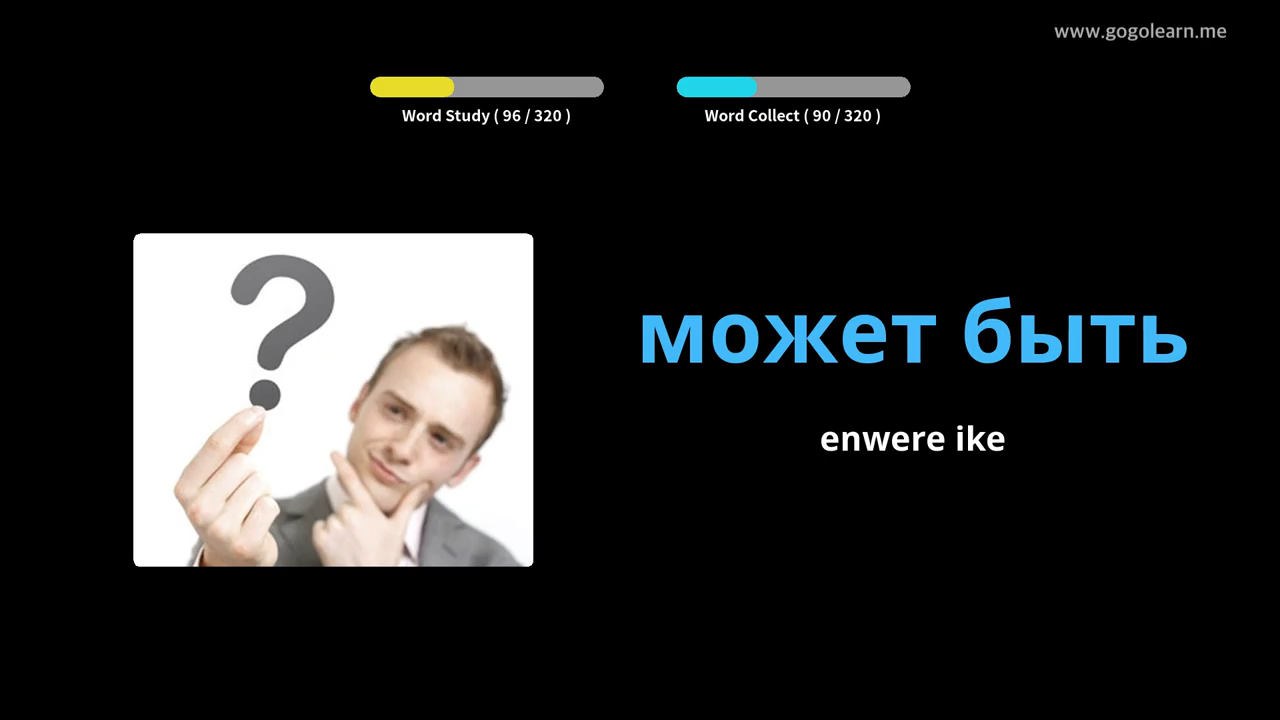 www.gogolearn.me
Word Study ( 96 / 320 )
Word Collect ( 90 / 320 )
?
может быть
enwere ike